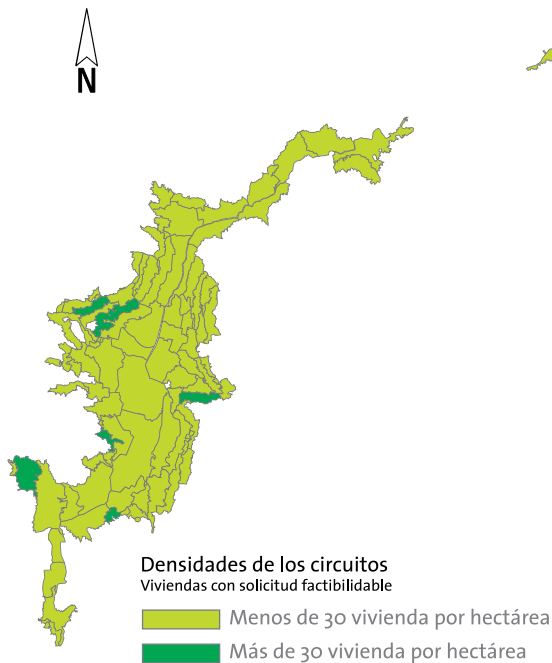 N
Densidades de los circuitos
Viviendas con solicitud factibilidable
Menos de 30 vivienda por hectárea
Más de 30 vivienda por hectárea